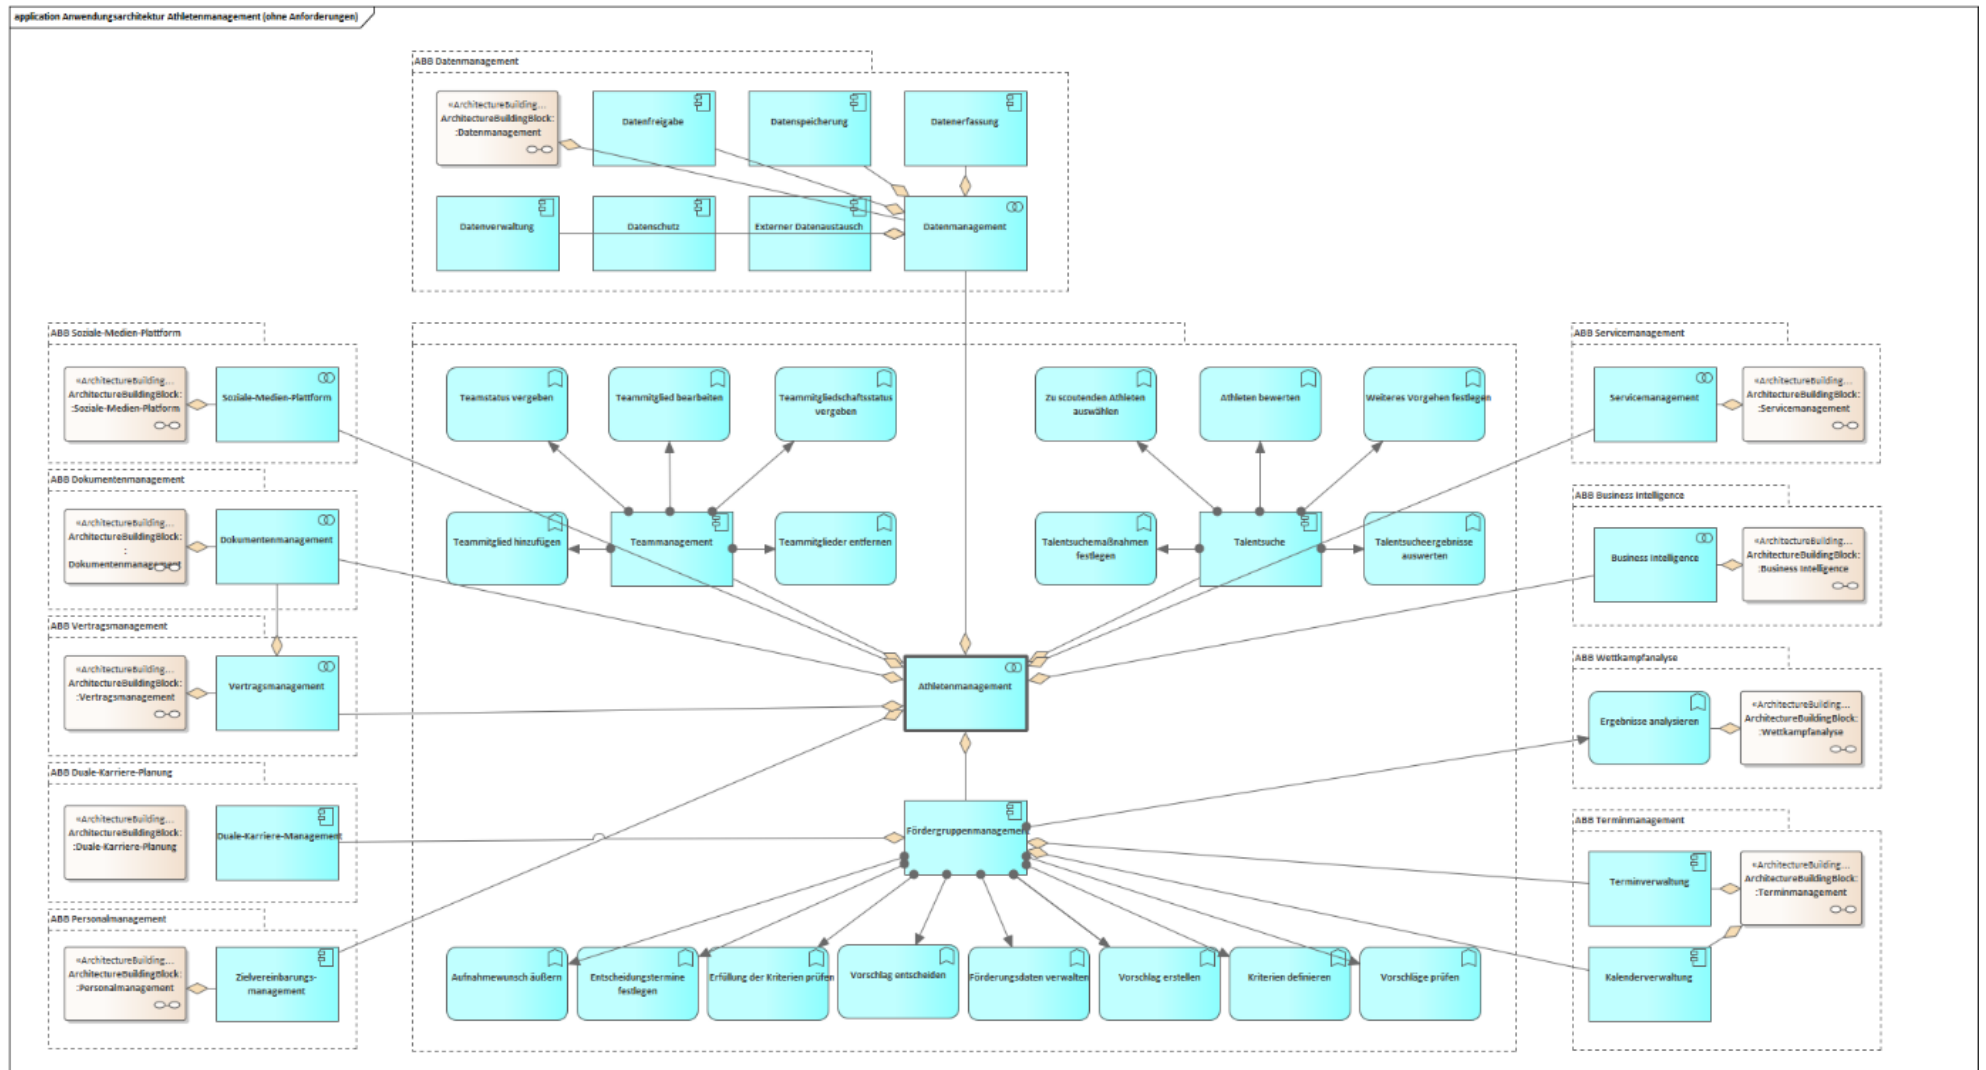 application Anwendungsarchitektur Athletenmanagement (ohne Anforderungen)
ABB Datenmanagement
«ArchitectureBuilding...
ArchitectureBuildingBlock:
:Datenmanagement
Datenfreigabe
Datenspeicherung
Datenerfassung
Datenverwaltung
Datenschutz
Externer Datenaustausch
Datenmanagement
ABB Soziale-Medien-Plattform
«ArchitectureBuilding...
ArchitectureBuildingBlock:
:Soziale-Medien-Platform
Soziale-Medien-Plattform
ABB Dokumentenmanagement
«ArchitectureBuilding...
ArchitectureBuildingBlock:
:
Dokumentenmanagement
Dokumentenmanagement
ABB Vertragsmanagement
«ArchitectureBuilding...
ArchitectureBuildingBlock:
:Vertragsmanagement
Vertragsmanagement
ABB Duale-Karriere-Planung
«ArchitectureBuilding...
ArchitectureBuildingBlock:
:Duale-Karriere-Planung
Duale-Karriere-Management
ABB Personalmanagement
«ArchitectureBuilding...
ArchitectureBuildingBlock:
:Personalmanagement
Zielvereinbarungs-
management
Teamstatus vergeben
Teammitglied bearbeiten
Teammitgliedschaftsstatus
vergeben
Teammitglied hinzufügen
Teammanagement
Teammitglieder entfernen
Zu scoutenden Athleten
auswählen
Athleten bewerten
Weiteres Vorgehen festlegen
Talentsuchemaßnahmen
festlegen
Talentsuche
Talentsucheergebnisse
auswerten
Athletenmanagement
Fördergruppenmanagement
Aufnahmewunsch äußern
Entscheidungstermine
festlegen
Erfüllung der Kriterien prüfen
Vorschlag entscheiden
Förderungsdaten verwalten
Vorschlag erstellen
Kriterien definieren
Vorschläge prüfen
ABB Servicemanagement
Servicemanagement
«ArchitectureBuilding...
ArchitectureBuildingBlock:
:Servicemanagement
ABB Business Intelligence
Business Intelligence
«ArchitectureBuilding...
ArchitectureBuildingBlock:
:Business Intelligence
ABB Wettkampfanalyse
Ergebnisse analysieren
«ArchitectureBuilding...
ArchitectureBuildingBlock:
:Wettkampfanalyse
ABB Terminmanagement
Terminverwaltung
«ArchitectureBuilding...
ArchitectureBuildingBlock:
:Terminmanagement
Kalenderverwaltung